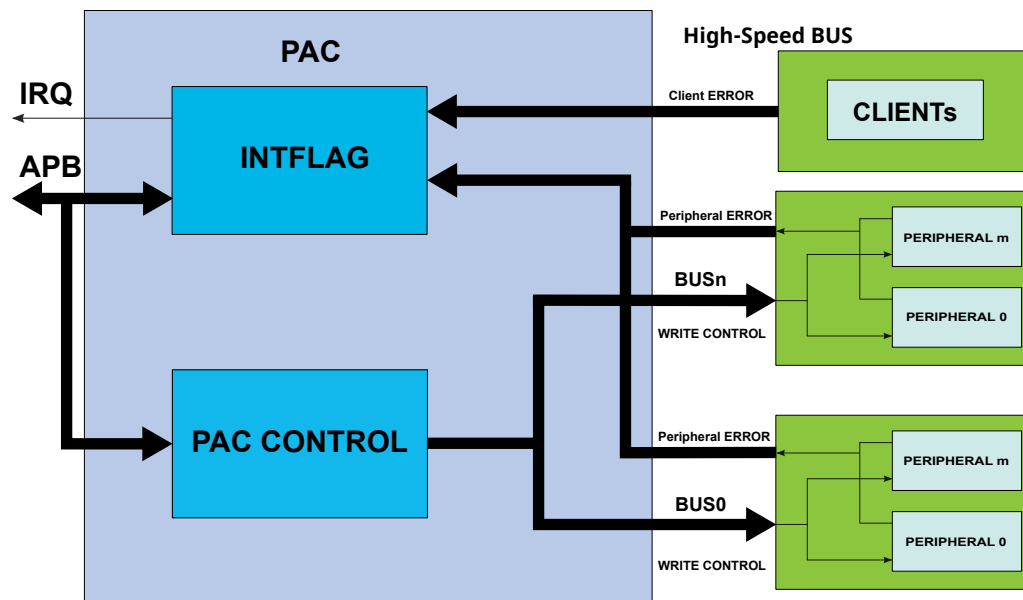 High-Speed BUS
PAC
IRQ
Client ERROR
CLIENTs
INTFLAG
APB
Peripheral ERROR
PERIPHERAL m
BUSn
PERIPHERAL 0
WRITE CONTROL
PAC CONTROL
Peripheral ERROR
PERIPHERAL m
BUS0
PERIPHERAL 0
WRITE CONTROL